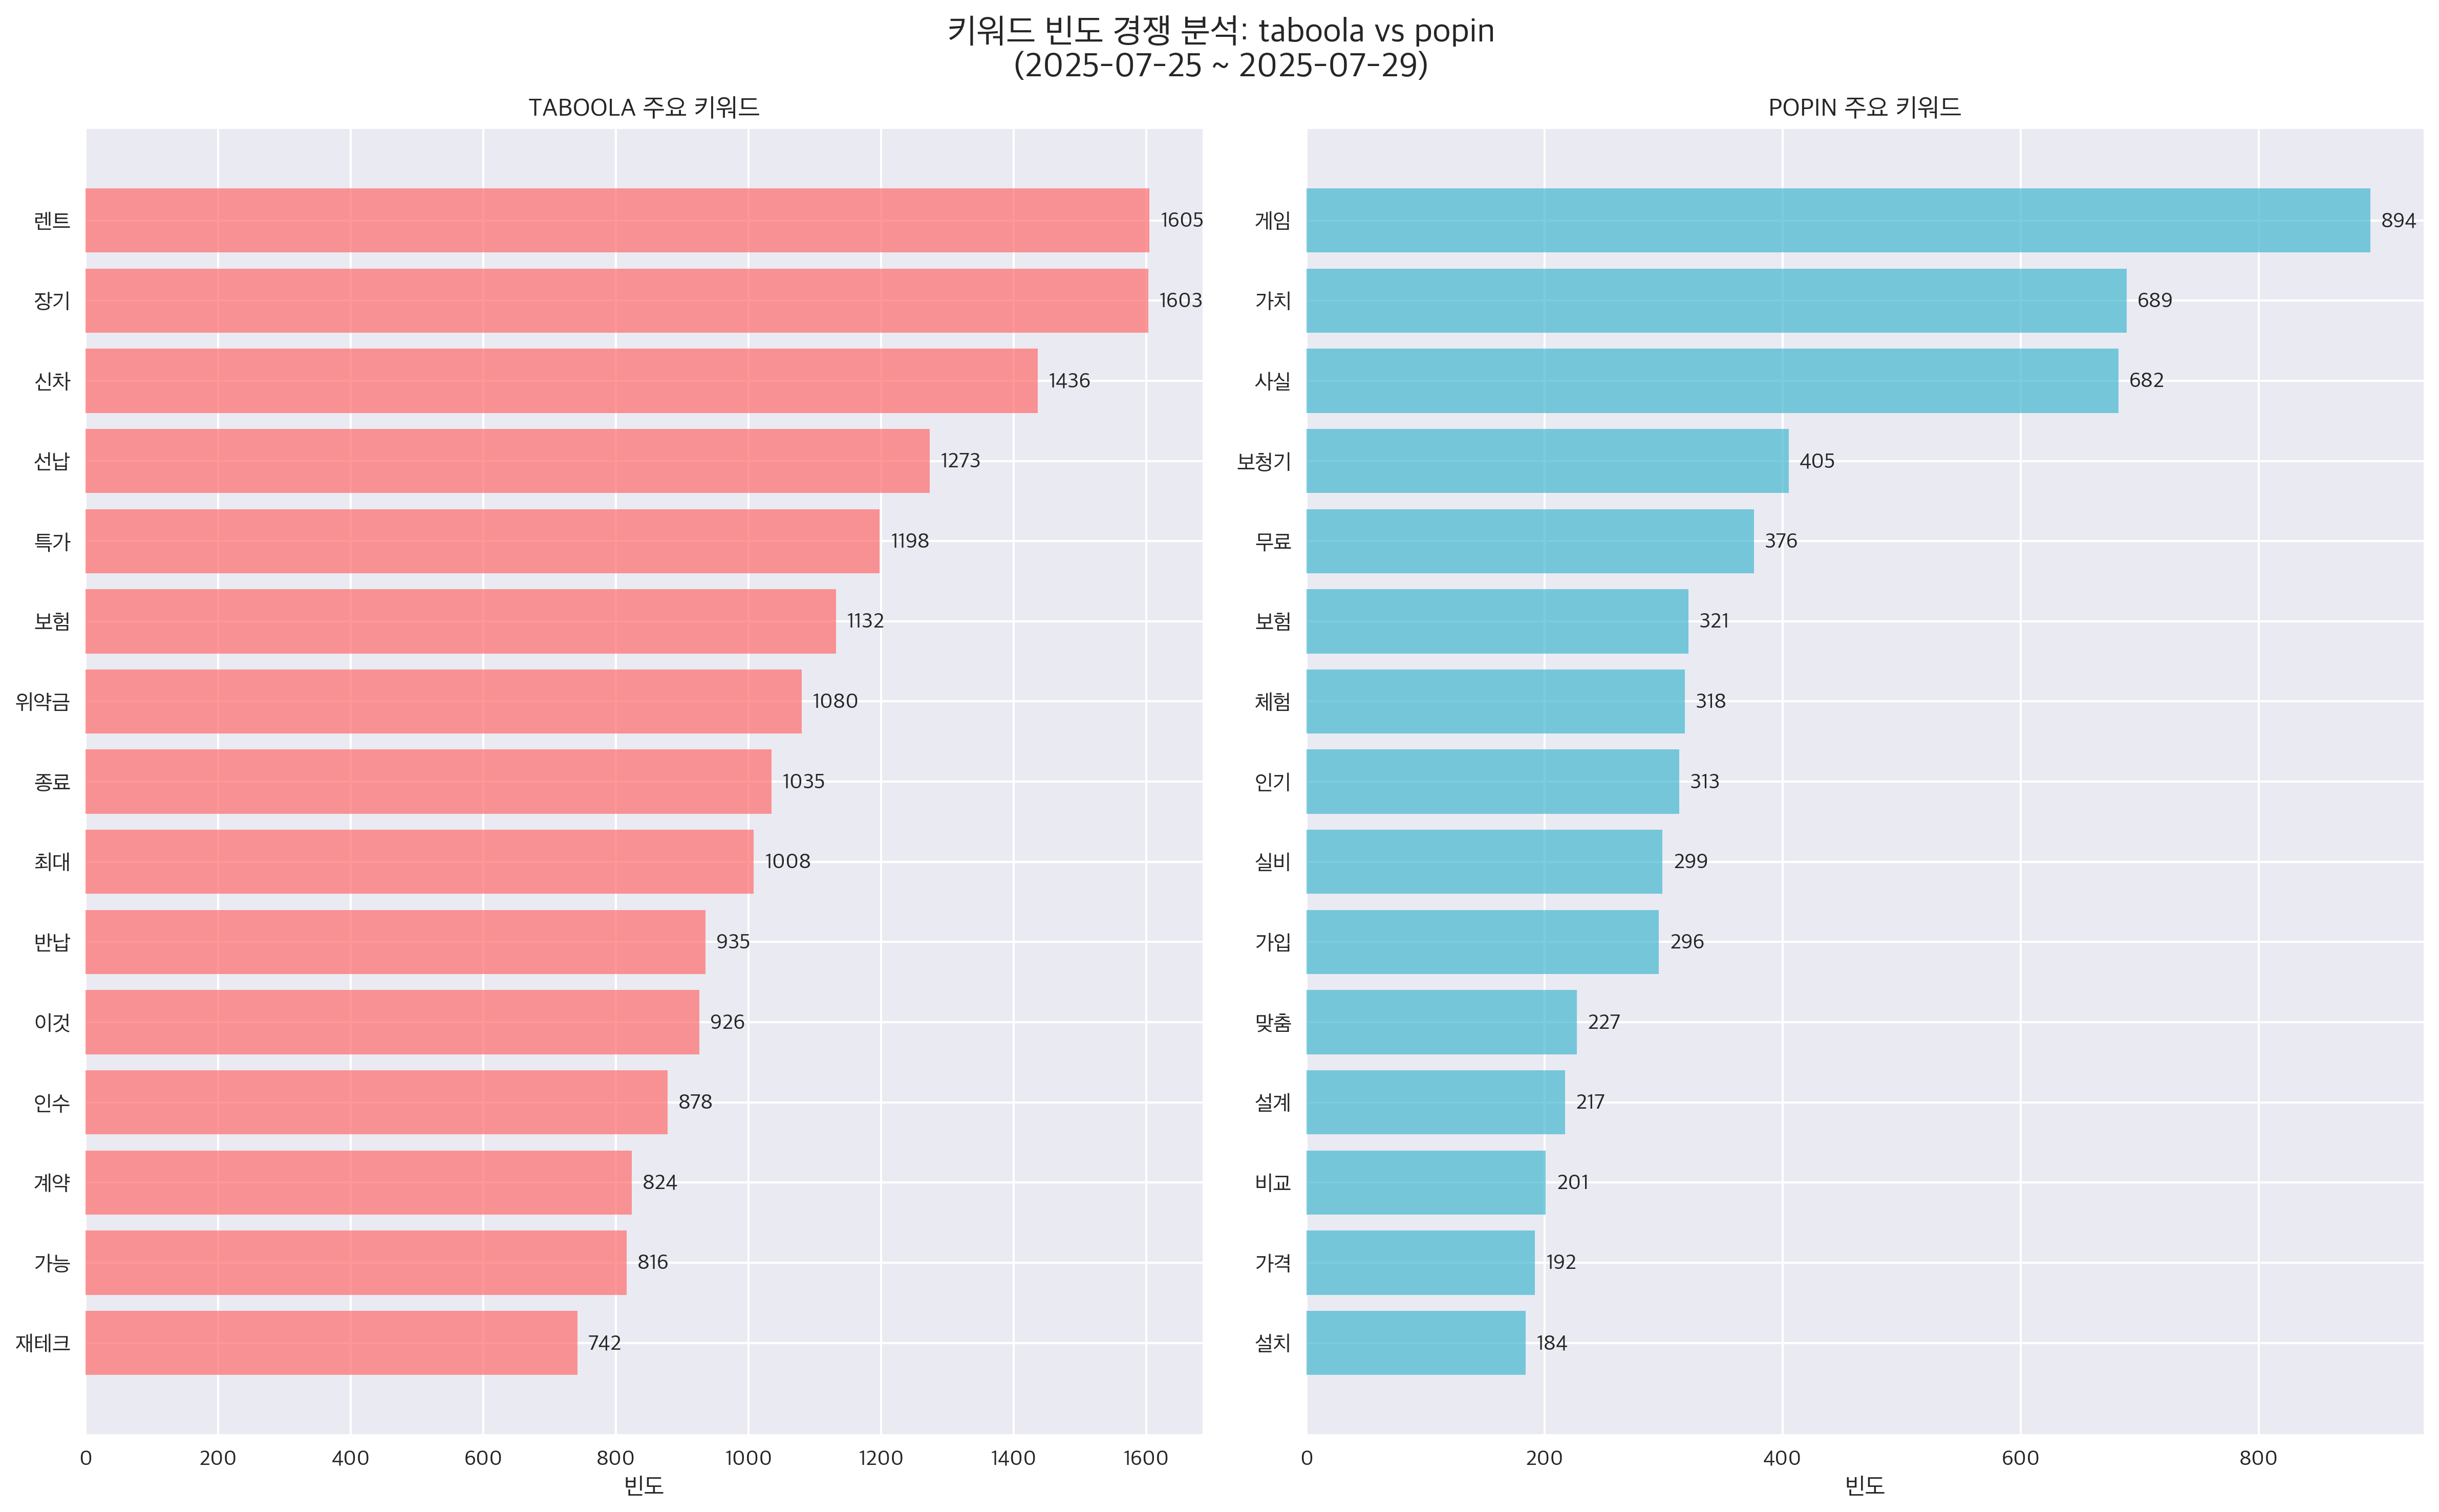 키워드 빈도 경쟁 분석: taboola vs popin
(2025-07-25 ~ 2025-07-29)
TABOOLA 주요 키워드
렌트 1605
장기 1603
신차 1436
선납 1273
특가 1198
보험 1132
위약금 1080
종료 1035
최대 1008
반납 935
이것 926
인수 878
계약 824
가능 816
재테크 742
0 200 400 600 800 1000 1200 1400 1600
빈도
POPIN 주요 키워드
게임 894
가치 689
사실 682
보청기 405
무료 376
보험 321
체험 318
인기 313
실비 299
가입 296
맞춤 227
설계 217
비교 201
가격 192
설치 184
0 200 400 600 800
빈도